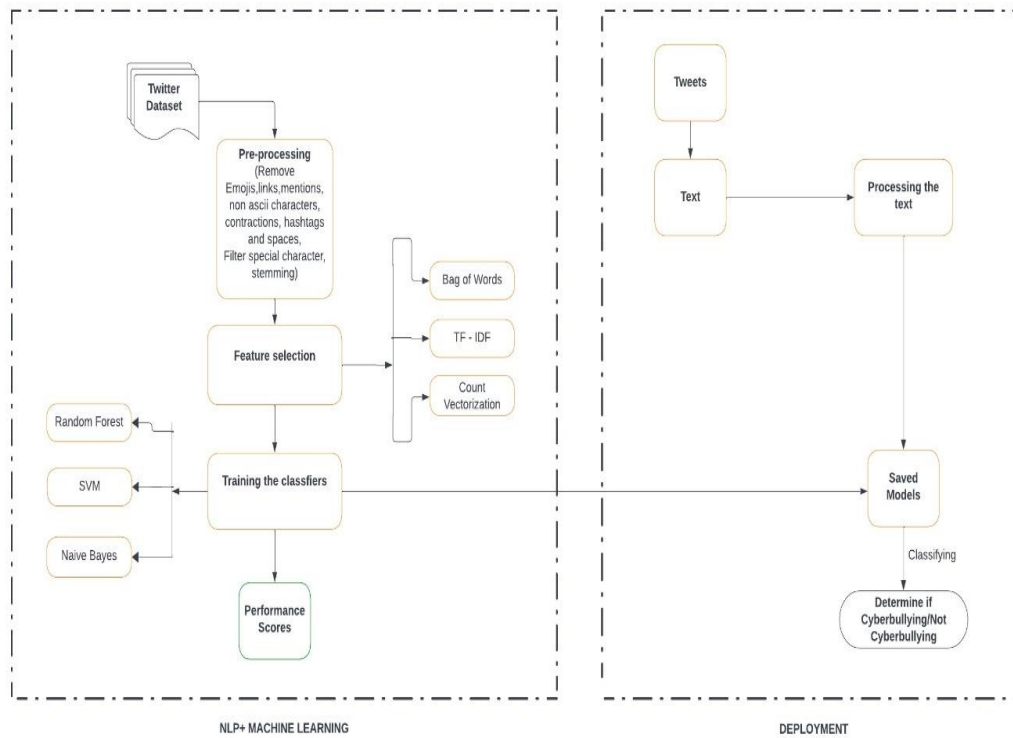 Twitter
Dataset
Pre-processing
(Remove
Emojis,links,mentions,
non ascii characters,
contractions, hashtags
and spaces,
Filter special character,
stemming)
Feature selection
Bag of Words
TF - IDF
Count
Vectorization
Training the classfiers
Random Forest
SVM
Naive Bayes
Performance
Scores
NLP+ MACHINE LEARNING
Tweets
Text
Processing the
text
Saved
Models
Classifying
Determine if
Cyberbullying/Not
Cyberbullying
DEPLOYMENT